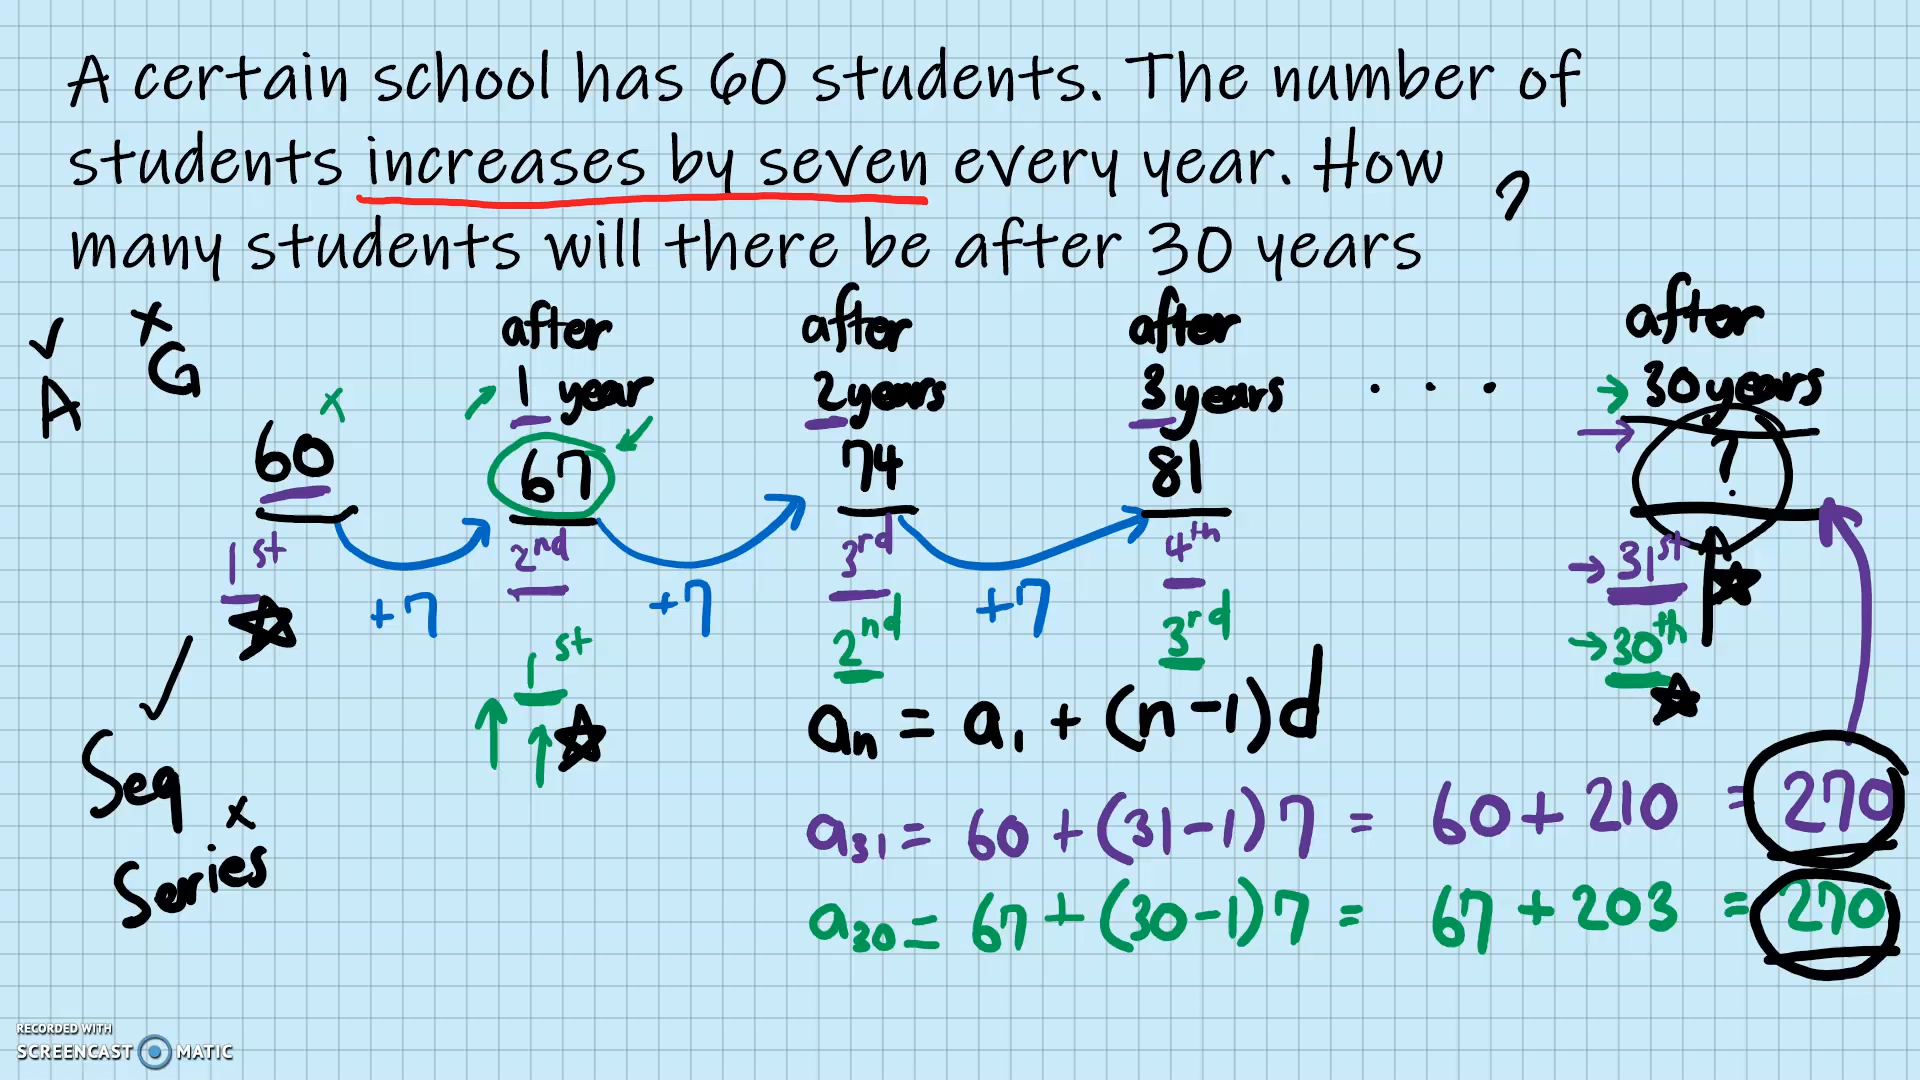 A certain school has 60 students. The number of
students increases by seven every year. How
many students will there be after 30 years ?
✓ x
A G
after after after after
1 year 2 years 3 years . . . → 30 years
60 x 67 74 81 → ?
1st 2nd 3rd 4th → 31st
+7 +7 +7
1st 2nd 3rd → 30th
✓
Seq
x
Series
an = a1 + (n-1)d
a31 = 60 + (31-1)7 = 60 + 210 = 270
a30 = 67 + (30-1)7 = 67 + 203 = 270
RECORDED WITH
SCREENCAST MATIC